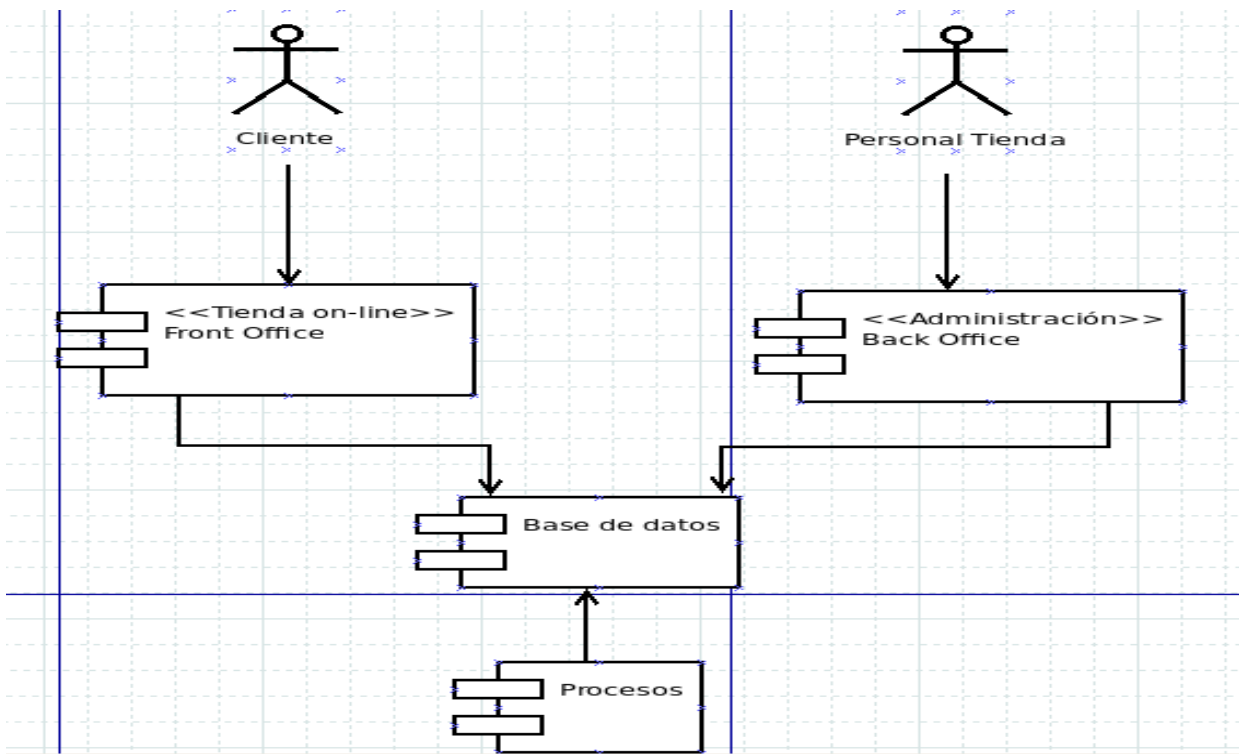 Cliente
Personal Tienda
<<Tienda on-line>>
Front Office
<<Administración>>
Back Office
Base de datos
Procesos